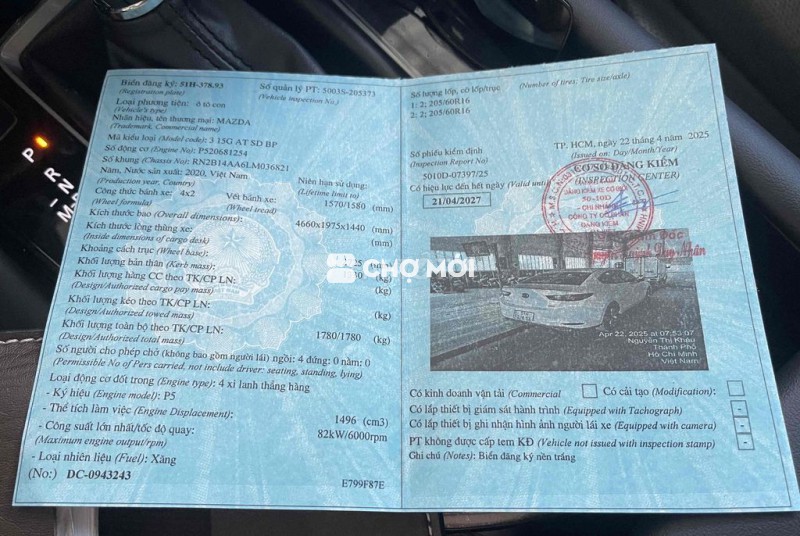 Biển đăng ký: 51H-378.93
(Registration plate)
Số quản lý PT: 5003S-205373
(Vehicle inspection No.)
Loại phương tiện: ô tô con
(Vehicle's type)
Nhãn hiệu, tên thương mại: MAZDA
(Trademark, Commercial name)
Mã kiểu loại (Model code): 3 15G AT SD BP
Số động cơ (Engine No): P520681254
Số khung (Chassis No): RN2B14AA6LM036821
Năm, Nước sản xuất: 2020, Việt Nam
(Production year, Country)
Niên hạn sử dụng:
(Lifetime limit to)
Công thức bánh xe: 4x2
(Wheel formula)
Vết bánh xe: 1570/1580 (mm)
(Wheel tread)
Kích thước bao (Overall dimensions): 4660x1975x1440 (mm)
Kích thước lòng thùng xe: (mm)
(Inside dimensions of cargo desk)
Khoảng cách trục (Wheel base): (mm)
Khối lượng bản thân (Kerb mass): (kg)
Khối lượng hàng CC theo TK/CP LN: (kg)
(Design/Authorized cargo pay mass)
Khối lượng kéo theo TK/CP LN: (kg)
(Design/Authorized towed mass)
Khối lượng toàn bộ theo TK/CP LN: 1780/1780 (kg)
(Design/Authorized total mass)
Số người cho phép chở (không bao gồm người lái) ngồi: 4 đứng: 0 nằm: 0
(Permissible No of Pers carried, not include driver: seating, standing, lying)
Loại động cơ đốt trong (Engine type): 4 xi lanh thẳng hàng
- Ký hiệu (Engine model): P5
- Thể tích làm việc (Engine Displacement): 1496 (cm3)
- Công suất lớn nhất/tốc độ quay: 82kW/6000rpm
(Maximum engine output/rpm)
- Loại nhiên liệu (Fuel): Xăng
(No:) DC-0943243
E799F87E
Số lượng lốp, cỡ lốp/trục (Number of tires, Tire size/axle)
1: 2; 205/60R16
2: 2; 205/60R16
Số phiếu kiểm định
(Inspection Report No)
5010D-07397/25
TP. HCM, ngày 22 tháng 4 năm 2025
(Issued on: Day/Month/Year)
CƠ SỞ ĐĂNG KIỂM
(INSPECTION CENTER)
Có hiệu lực đến hết ngày (Valid until)
21/04/2027
CHỢ MỚI
Apr 22, 2025 at 07:53:07
Nguyễn Thị Khâu
Thành Phố
Hồ Chí Minh
Việt Nam
Có kinh doanh vận tải (Commercial
Có cải tạo (Modification):
Có lắp thiết bị giám sát hành trình (Equipped with Tachograph)
Có lắp thiết bị ghi nhận hình ảnh người lái xe (Equipped with camera)
PT không được cấp tem KĐ (Vehicle not issued with inspection stamp)
Ghi chú (Notes): Biển đăng ký nền trắng
P
R
N
M